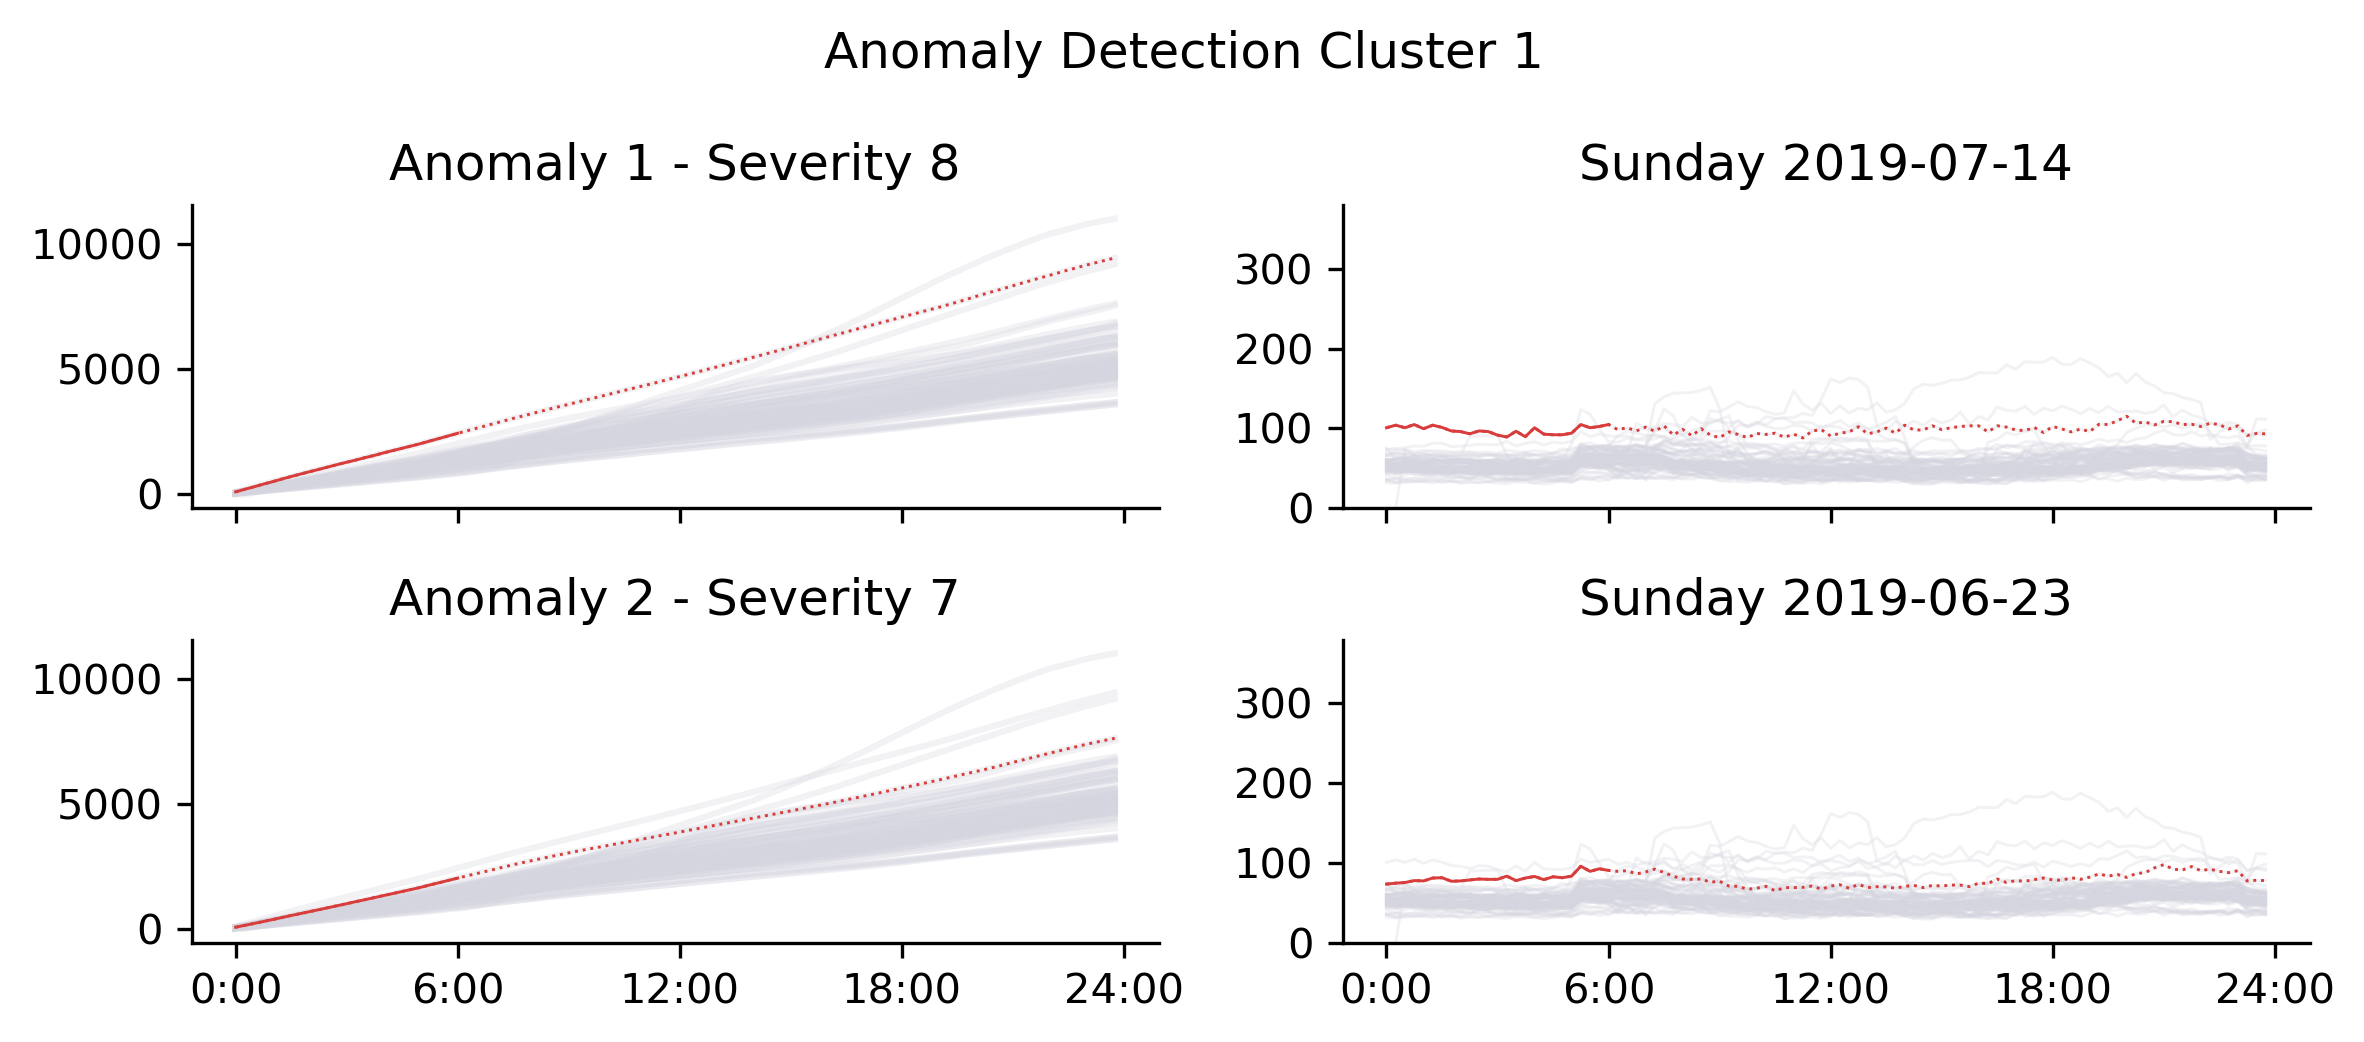 Anomaly Detection Cluster 1
Anomaly 1 - Severity 8
Sunday 2019-07-14
10000
5000
0
300
200
100
0
Anomaly 2 - Severity 7
Sunday 2019-06-23
10000
5000
0
300
200
100
0
0:00 6:00 12:00 18:00 24:00
0:00 6:00 12:00 18:00 24:00